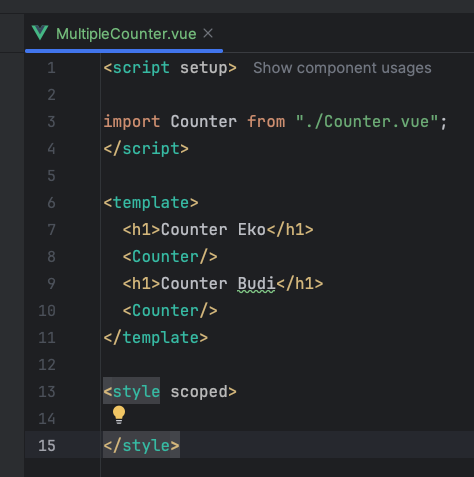 MultipleCounter.vue
1 <script setup> Show component usages
2
3 import Counter from "./Counter.vue";
4 </script>
5
6 <template>
7 <h1>Counter Eko</h1>
8 <Counter/>
9 <h1>Counter Budi</h1>
10 <Counter/>
11 </template>
12
13 <style scoped>
14
15 </style>